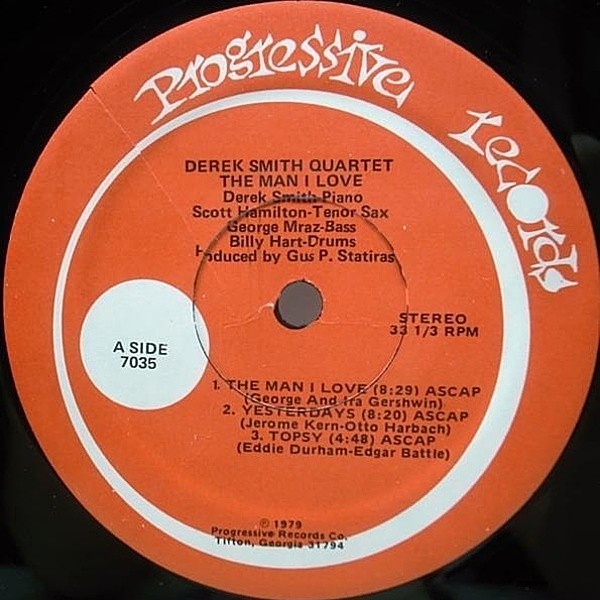 Progressive records
DEREK SMITH QUARTET
THE MAN I LOVE
Derek Smith-Piano
Scott Hamilton-Tenor Sax
George Mraz-Bass
Billy Hart-Drums
Produced by Gus P. Statiras
STEREO
33 1/3 RPM
A SIDE
7035
1. THE MAN I LOVE (8:29) ASCAP
(George And Ira Gershwin)
2. YESTERDAYS (8:20) ASCAP
(Jerome Kern-Otto Harbach)
3. TOPSY (4:48) ASCAP
(Eddie Durham-Edgar Battle)
℗ 1979
Progressive Records Co.
Tifton, Georgia 31794